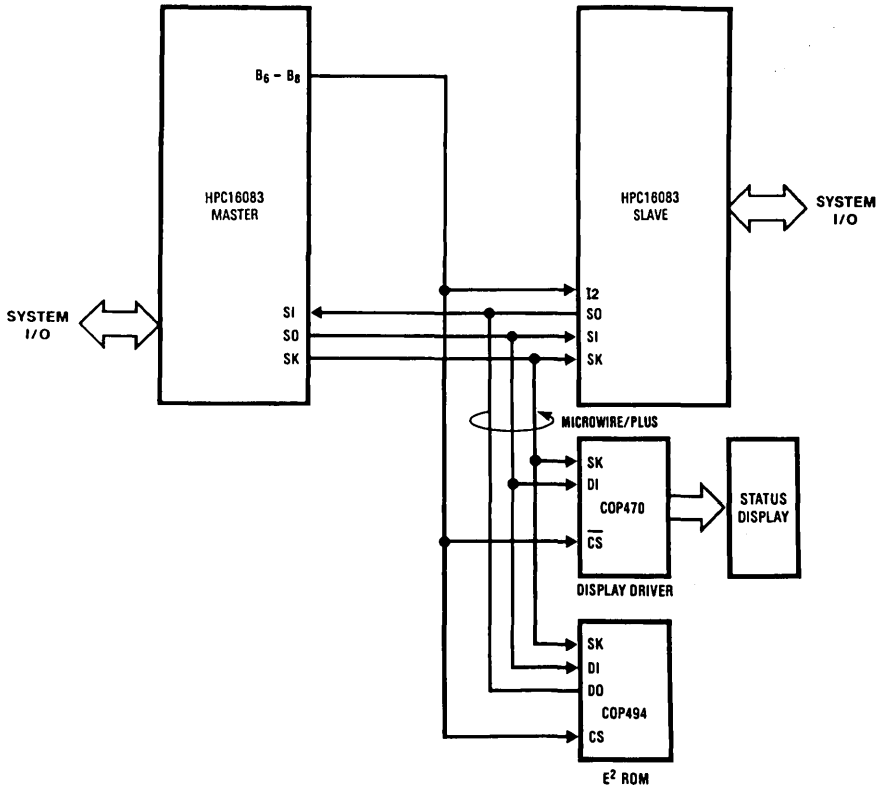 B6 – B8
HPC16083
MASTER
SI
SO
SK
SYSTEM
I/O
HPC16083
SLAVE
I2
SO
SI
SK
SYSTEM
I/O
MICROWIRE/PLUS
SK
DI
COP470
CS
DISPLAY DRIVER
STATUS
DISPLAY
SK
DI
DO
COP494
CS
E² ROM